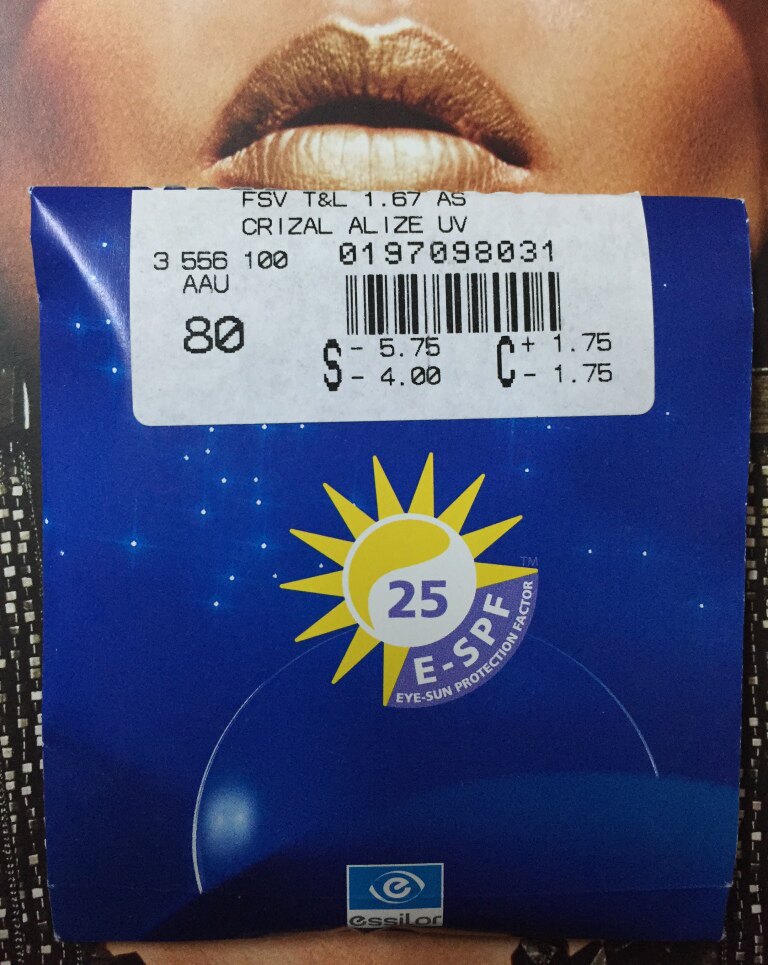 FSV T&L 1.67 AS
CRIZAL ALIZE UV
3 556 100 0197098031
AAU
80
S - 5.75 C + 1.75
- 4.00 - 1.75
TM
25
E-SPF
EYE-SUN PROTECTION FACTOR
e
essilor